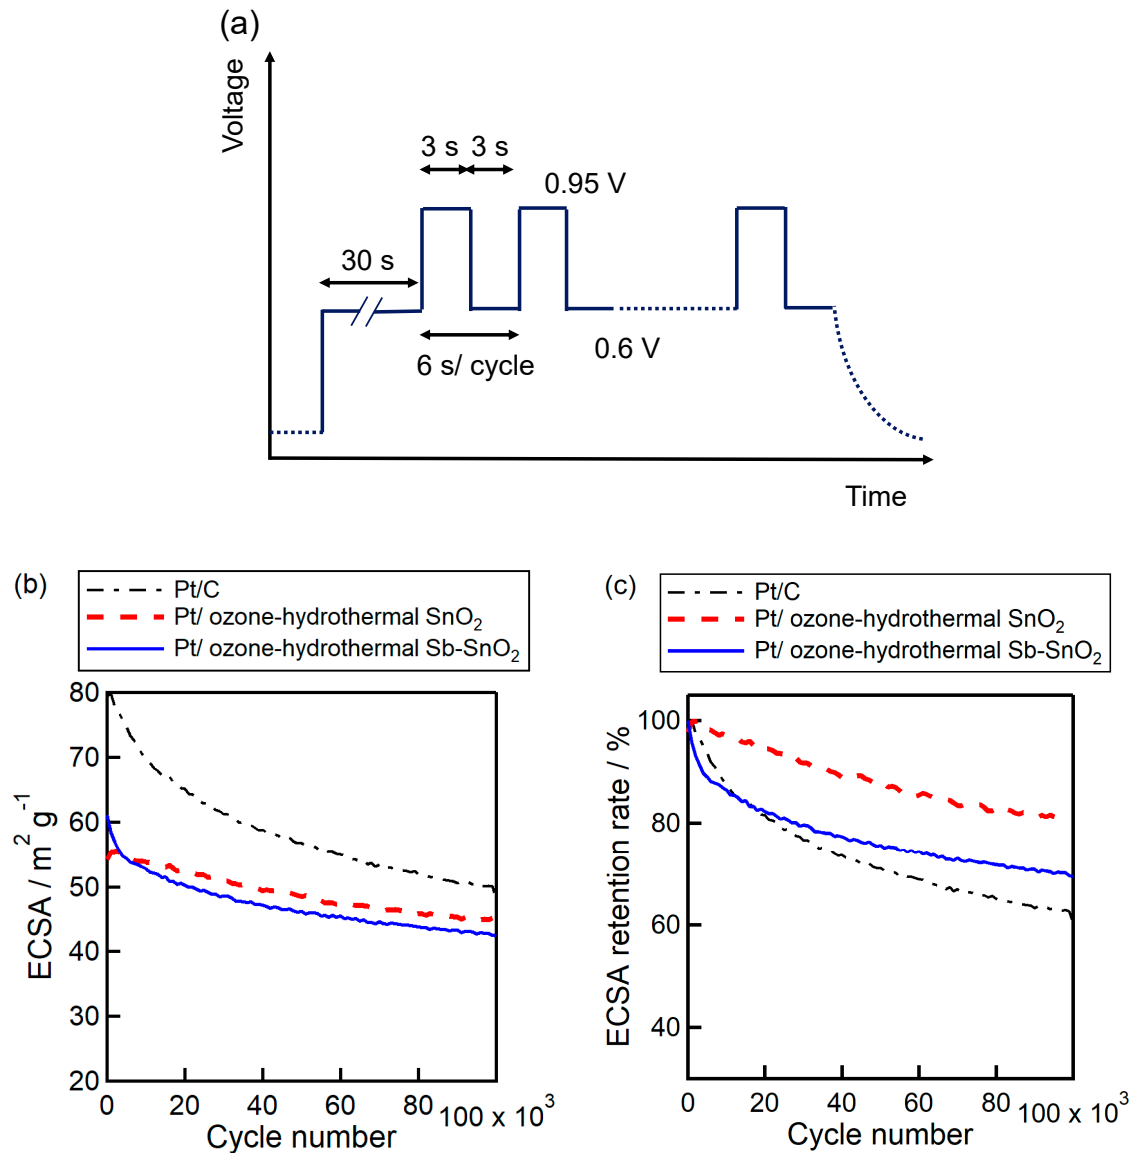 (a)
Voltage
3 s 3 s
0.95 V
30 s
0.6 V
6 s/ cycle
Time
(b)
Pt/C
Pt/ ozone-hydrothermal SnO₂
Pt/ ozone-hydrothermal Sb-SnO₂
ECSA / m² g⁻¹
80
70
60
50
40
30
20
0 20 40 60 80 100 x 10³
Cycle number
(c)
Pt/C
Pt/ ozone-hydrothermal SnO₂
Pt/ ozone-hydrothermal Sb-SnO₂
ECSA retention rate / %
100
80
60
40
0 20 40 60 80 100 x 10³
Cycle number